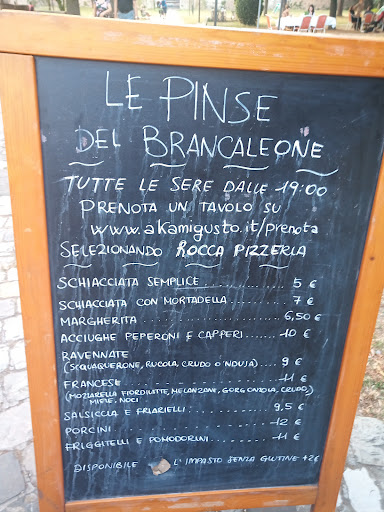 LE PINSE
DEL BRANCALEONE
TUTTE LE SERE DALLE 19:00
PRENOTA UN TAVOLO SU
www.akamigusto.it/prenota
SELEZIONANDO ROCCA PIZZERIA
SCHIACCIATA SEMPLICE ........... 5 €
SCHIACCIATA CON MORTADELLA ........ 7 €
MARGHERITA ................ 6,50 €
ACCIUGHE PEPERONI E CAPPERI ....... 10 €
RAVENNATE
(SCQUAQUERONE, RUCOLA, CRUDO O 'NDUJA) .... 9 €
FRANCESE ................ 11 €
(MOZZARELLA FIORDILATTE, MELANZANE, GORGONZOLA, CRUDO,
MIELE, NOCI)
SALSICCIA E FRIARIELLI ............ 9,5 €
PORCINI ................ 12 €
FRIGGITELLI E POMODORINI ........... 11 €
DISPONIBILE L'IMPASTO SENZA GLUTINE +2€